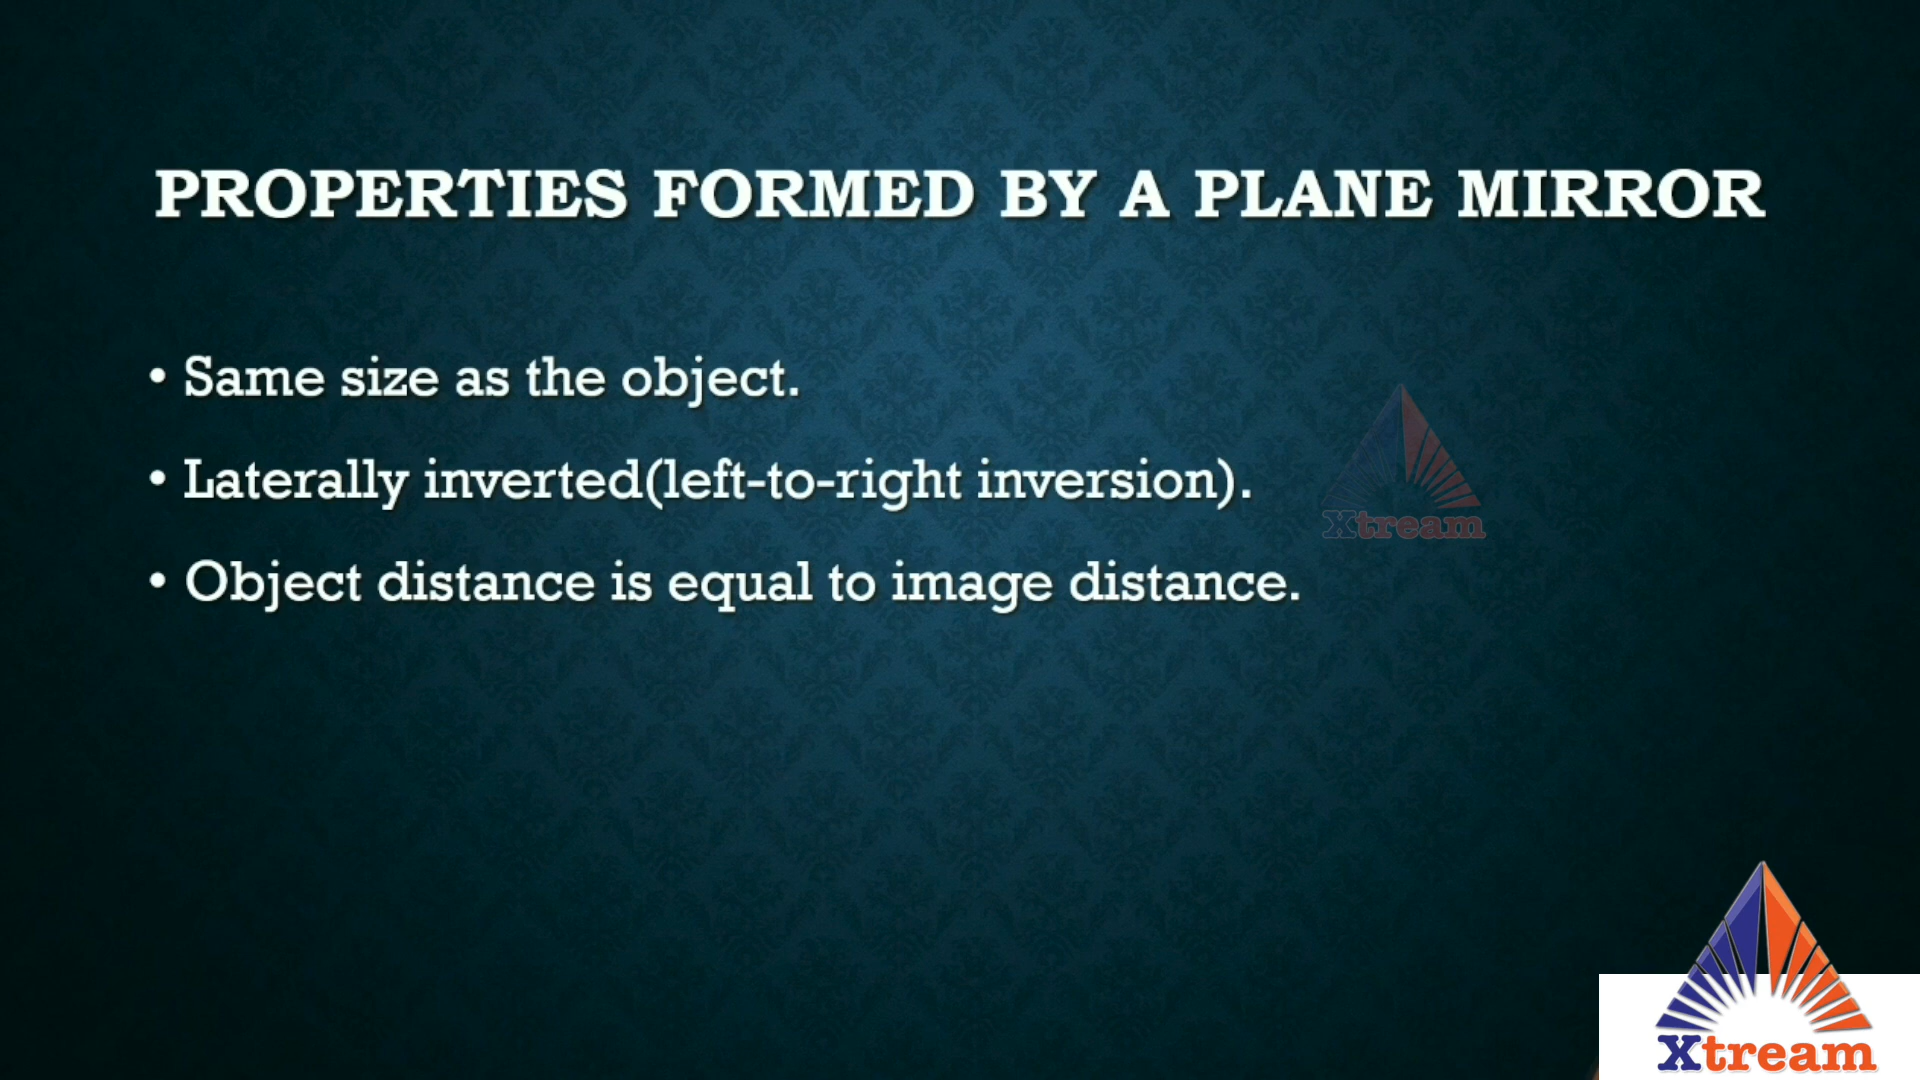 PROPERTIES FORMED BY A PLANE MIRROR
• Same size as the object.
• Laterally inverted(left-to-right inversion).
Xtream
• Object distance is equal to image distance.
Xtream